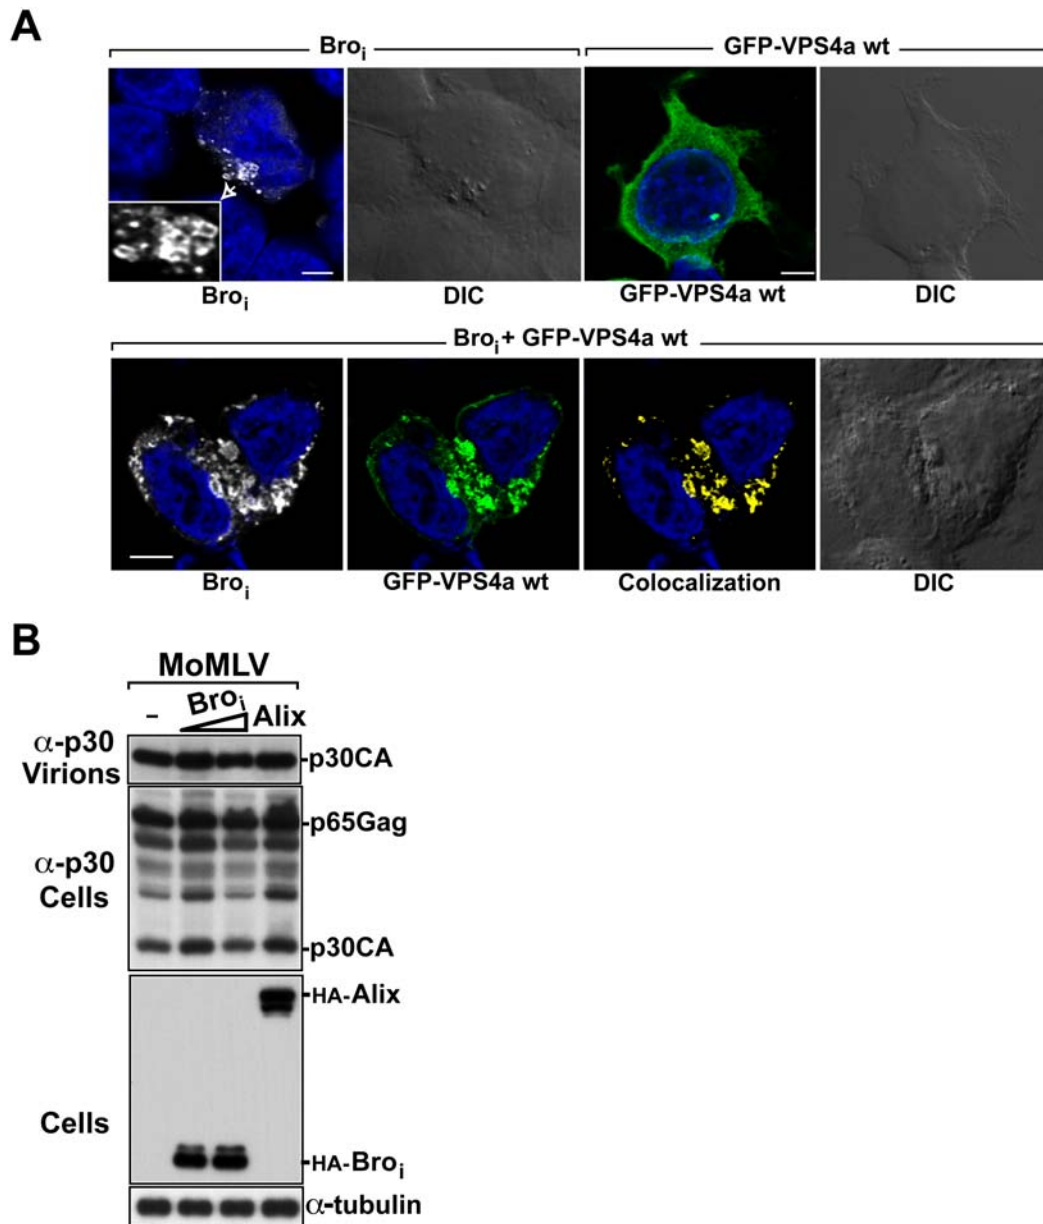 A
Broi GFP-VPS4a wt
Broi DIC GFP-VPS4a wt DIC
Broi + GFP-VPS4a wt
Broi GFP-VPS4a wt Colocalization DIC
B
MoMLV
– Broi Alix
α-p30 Virions -p30CA
-p65Gag
α-p30 Cells
-p30CA
-HA-Alix
Cells
-HA-Broi
α-tubulin